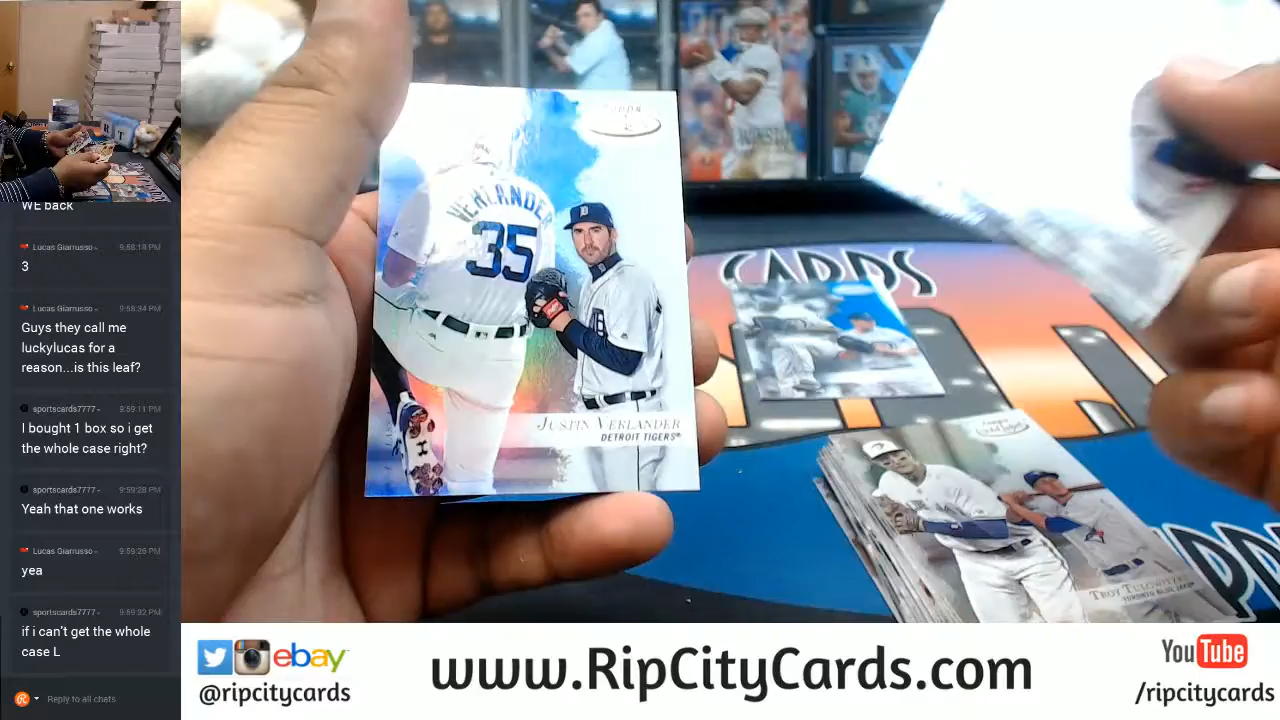 WE back
Lucas Giarrusso
9:58:18 PM
3
Lucas Giarrusso
9:58:34 PM
Guys they call me
luckylucas for a
reason...is this leaf?
sportscards7777
9:59:11 PM
I bought 1 box so i get
the whole case right?
sportscards7777
9:59:28 PM
Yeah that one works
Lucas Giarrusso
9:59:26 PM
yea
sportscards7777
9:59:32 PM
if i can't get the whole
case L
Reply to all chats
WINSTON
CARDS
VERLANDER
35
D
JUSTIN VERLANDER
DETROIT TIGERS®
TROY TULOWITZKI
TORONTO BLUE JAYS
ebay
@ripcitycards
www.RipCityCards.com
YouTube
/ripcitycards